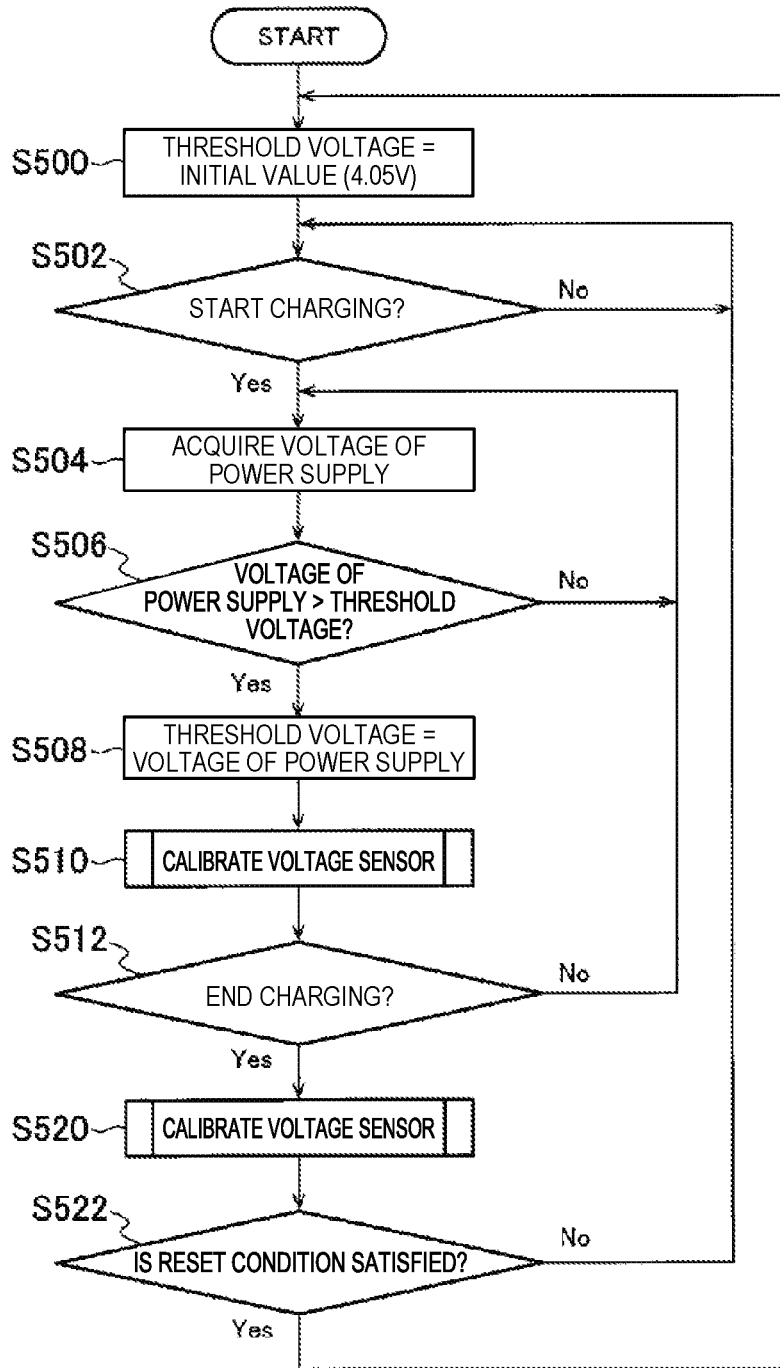 START
S500
THRESHOLD VOLTAGE =
INITIAL VALUE (4.05V)
S502
START CHARGING?
No
Yes
S504
ACQUIRE VOLTAGE OF
POWER SUPPLY
S506
VOLTAGE OF
POWER SUPPLY > THRESHOLD
VOLTAGE?
No
Yes
S508
THRESHOLD VOLTAGE =
VOLTAGE OF POWER SUPPLY
S510
CALIBRATE VOLTAGE SENSOR
S512
END CHARGING?
No
Yes
S520
CALIBRATE VOLTAGE SENSOR
S522
IS RESET CONDITION SATISFIED?
No
Yes